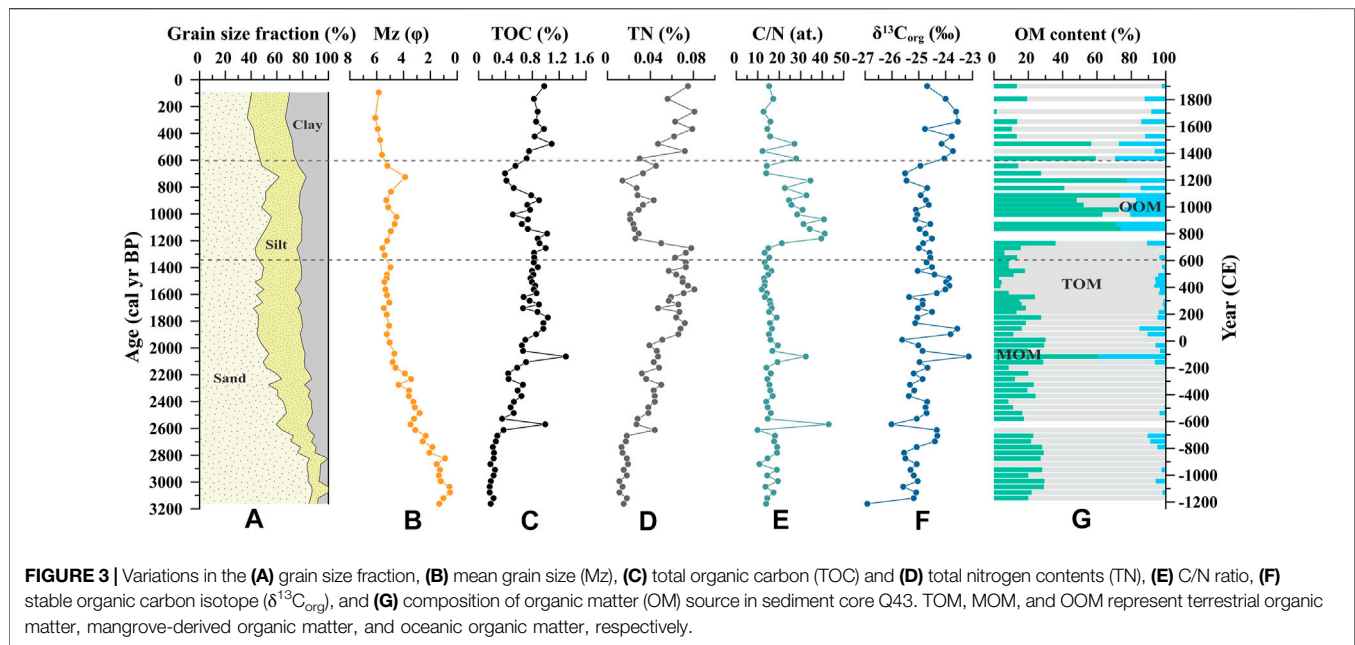 Grain size fraction (%) Mz (φ) TOC (%) TN (%) C/N (at.) δ13Corg (‰) OM content (%)
0 20 40 60 80 100 8 6 4 2 0 0 0.4 0.8 1.2 1.6 0 0.04 0.08 0 10 20 30 40 50 -27 -26 -25 -24 -23 0 20 40 60 80 100
Age (cal yr BP)
0
200
400
600
800
1000
1200
1400
1600
1800
2000
2200
2400
2600
2800
3000
3200
Clay
Silt
Sand
OOM
TOM
MOM
1800
1600
1400
1200
1000
800
600
400
200
0
-200
-400
-600
-800
-1000
-1200
Year (CE)
A B C D E F G
FIGURE 3 | Variations in the (A) grain size fraction, (B) mean grain size (Mz), (C) total organic carbon (TOC) and (D) total nitrogen contents (TN), (E) C/N ratio, (F)
stable organic carbon isotope (δ13Corg), and (G) composition of organic matter (OM) source in sediment core Q43. TOM, MOM, and OOM represent terrestrial organic
matter, mangrove-derived organic matter, and oceanic organic matter, respectively.